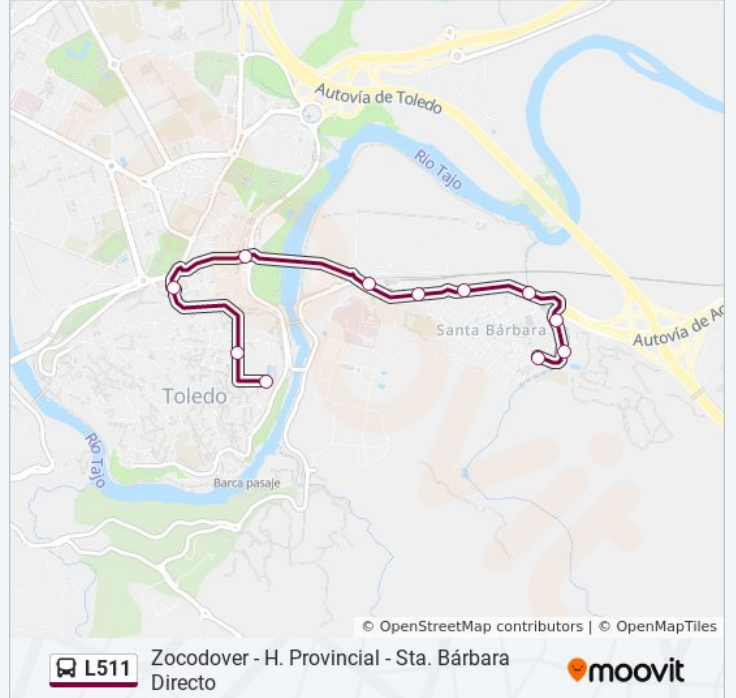 Autovía de Toledo
Río Tajo
Santa Bárbara
Autovía de Ac
Toledo
Río Tajo
Barca pasaje
© OpenStreetMap contributors | © OpenMapTiles
L511
Zocodover - H. Provincial - Sta. Bárbara
Directo
moovit